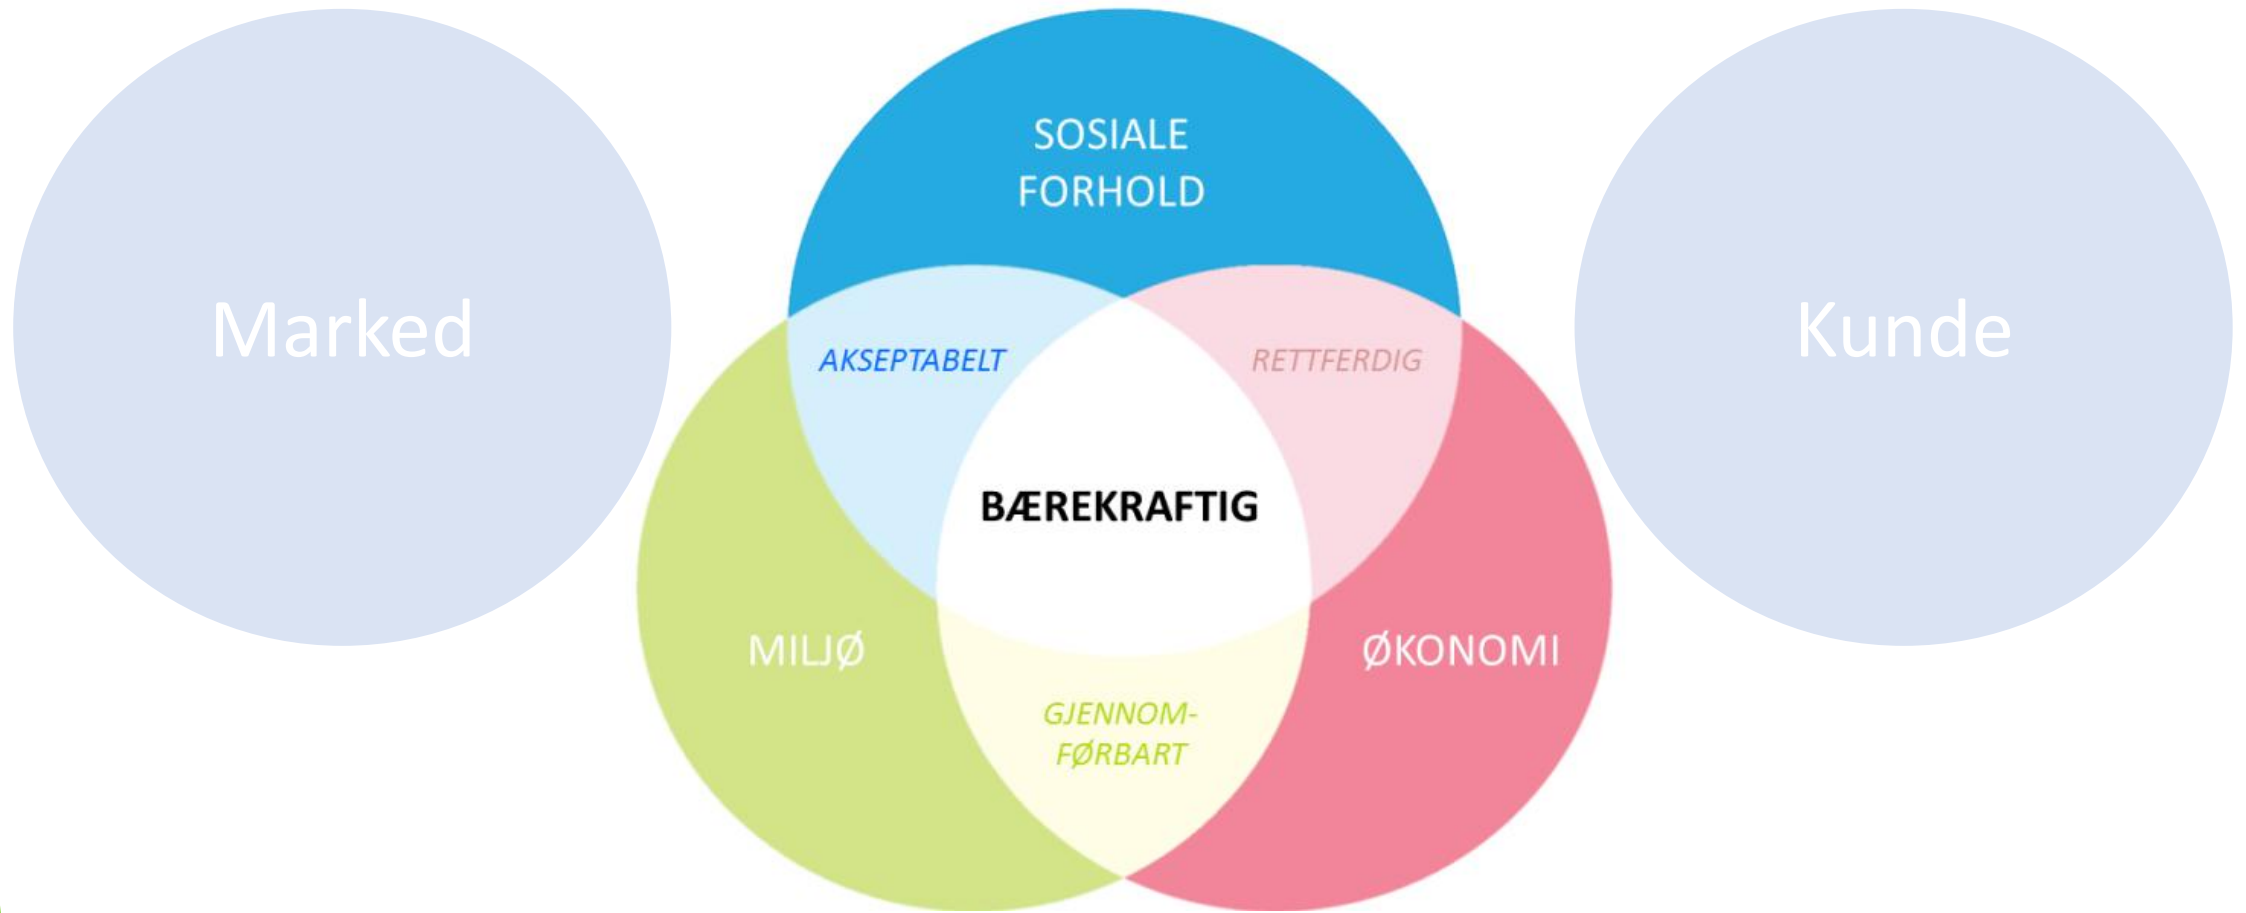 SOSIALE
FORHOLD
Marked
Kunde
AKSEPTABELT
RETTFERDIG
BÆREKRAFTIG
MILJØ
ØKONOMI
GJENNOM-
FØRBART